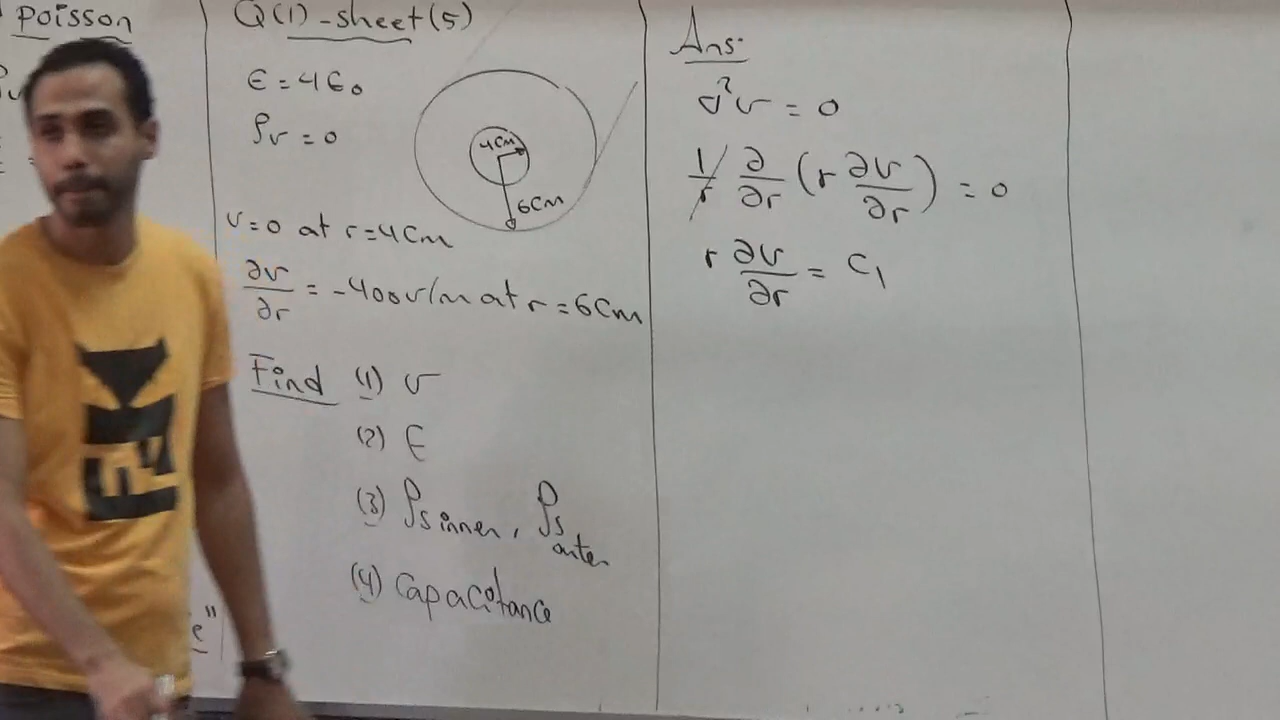 Poisson
Q(1) - sheet(5)
ϵ = 4ϵ₀
ρv = 0
4cm
6cm
v=0 at r=4cm
∂v/∂r = -400v/m at r=6cm
Find (1) v
(2) E
(3) ρs inner, ρs outer
(4) Capacitance
Ans:
∇²v = 0
1/r ∂/∂r (r ∂v/∂r) = 0
r ∂v/∂r = C₁